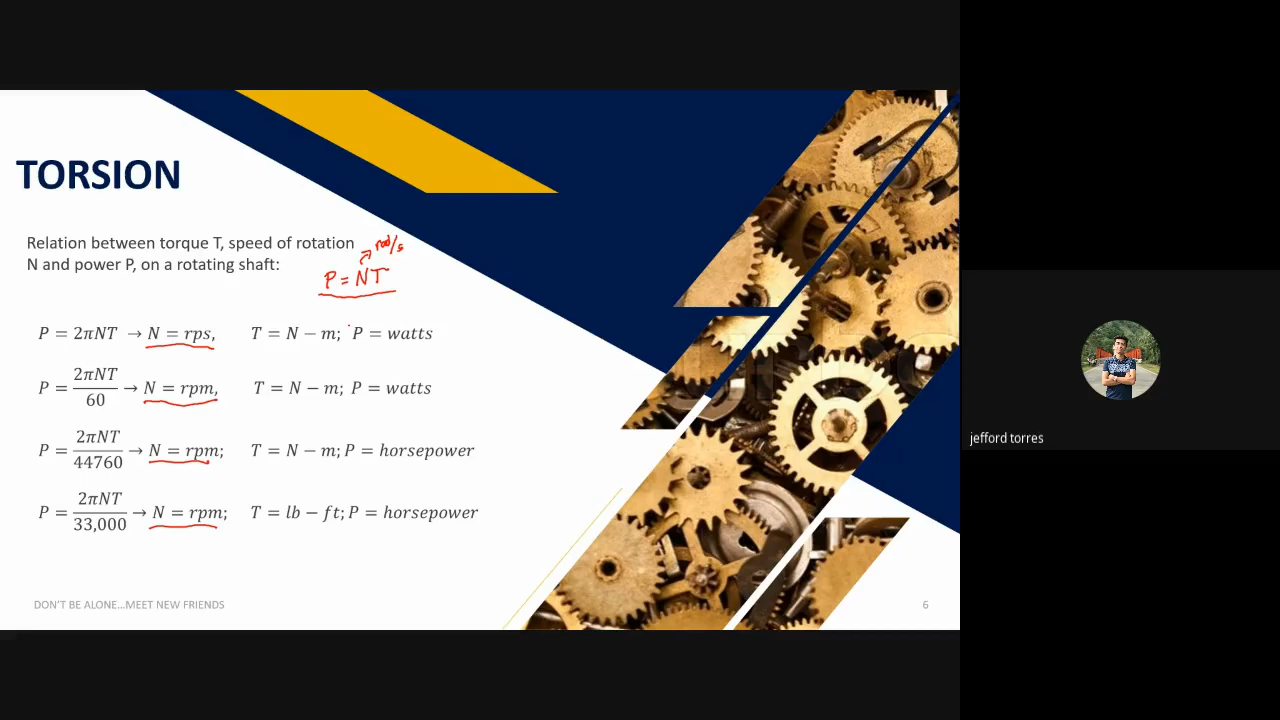 TORSION
Relation between torque T, speed of rotation
N and power P, on a rotating shaft:
rad/s
P = NT
P = 2πNT → N = rps, T = N − m; P = watts
P = 2πNT/60 → N = rpm, T = N − m; P = watts
P = 2πNT/44760 → N = rpm; T = N − m; P = horsepower
P = 2πNT/33,000 → N = rpm; T = lb − ft; P = horsepower
DON'T BE ALONE...MEET NEW FRIENDS
6
jefford torres